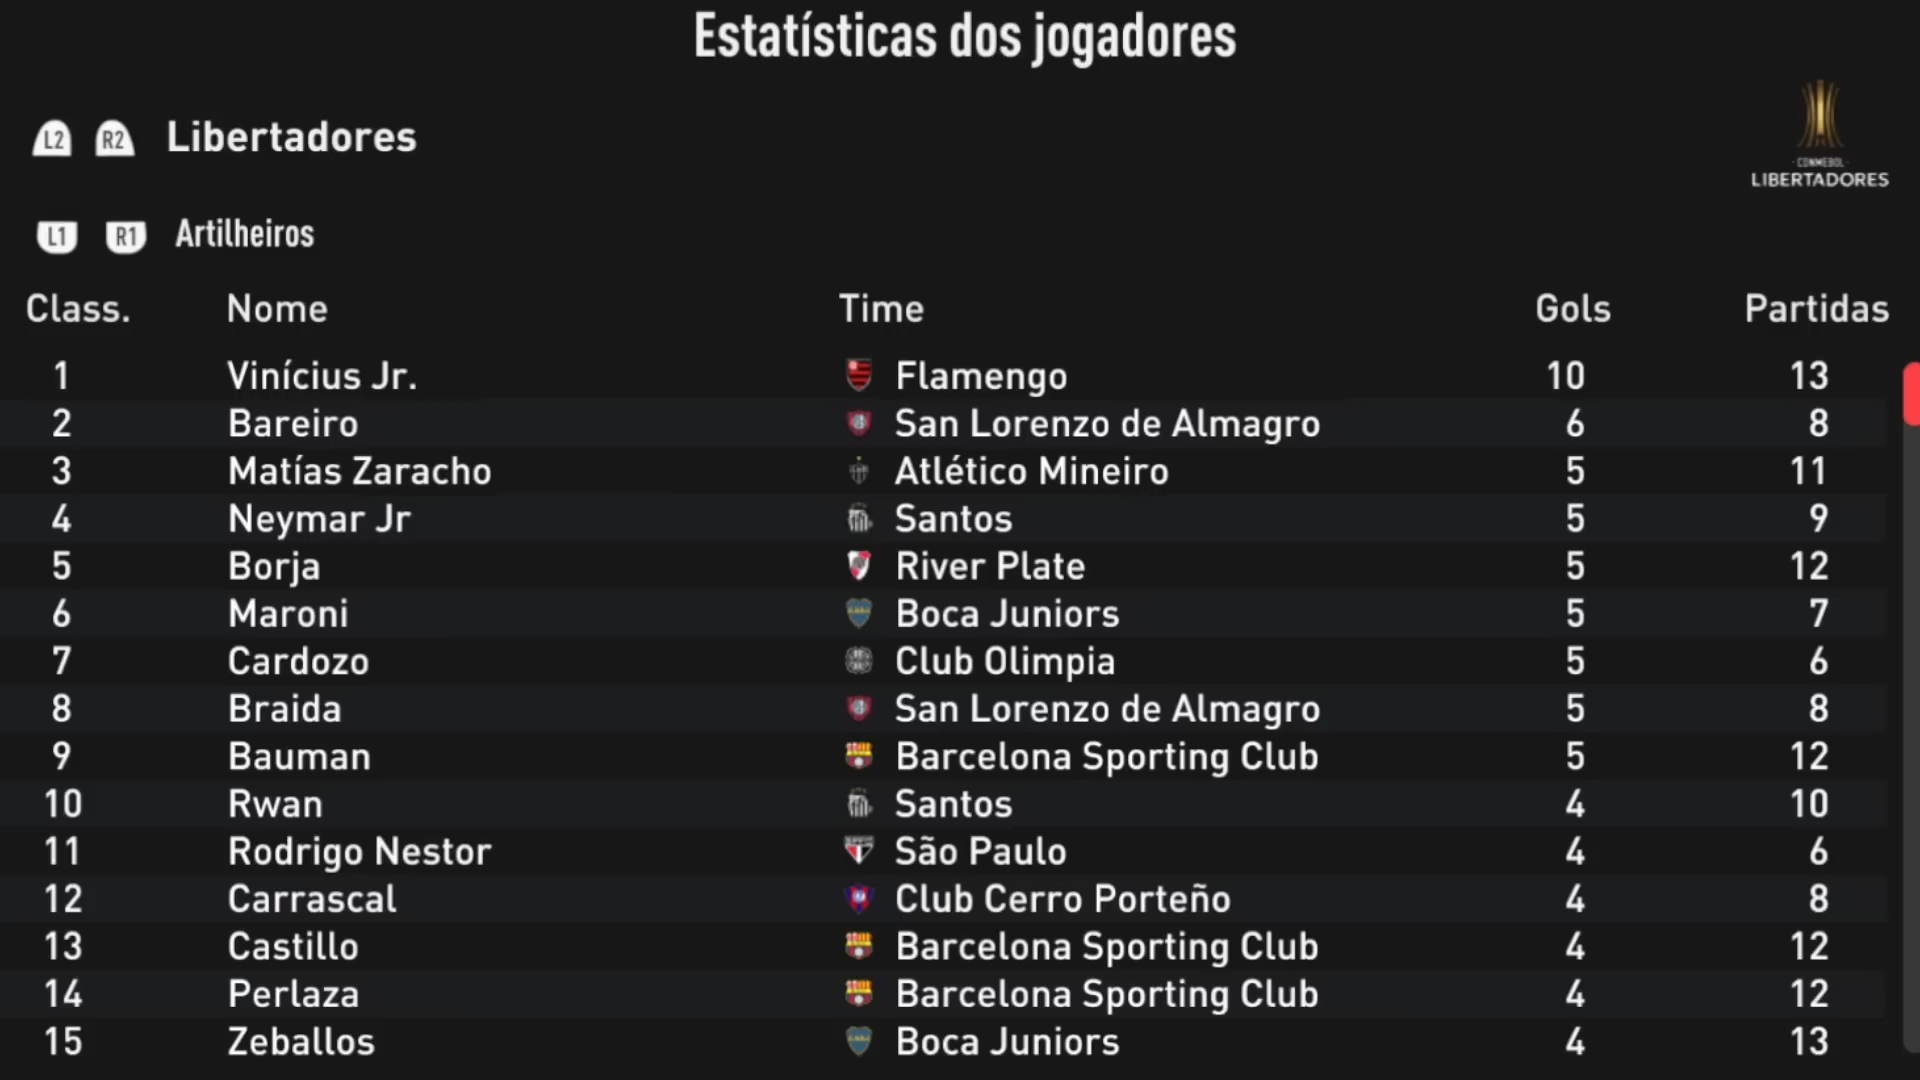 Estatísticas dos jogadores
L2 R2 Libertadores
CONMEBOL
LIBERTADORES
L1 R1 Artilheiros
Class. Nome Time Gols Partidas
1 Vinícius Jr. Flamengo 10 13
2 Bareiro San Lorenzo de Almagro 6 8
3 Matías Zaracho Atlético Mineiro 5 11
4 Neymar Jr Santos 5 9
5 Borja River Plate 5 12
6 Maroni Boca Juniors 5 7
7 Cardozo Club Olimpia 5 6
8 Braida San Lorenzo de Almagro 5 8
9 Bauman Barcelona Sporting Club 5 12
10 Rwan Santos 4 10
11 Rodrigo Nestor São Paulo 4 6
12 Carrascal Club Cerro Porteño 4 8
13 Castillo Barcelona Sporting Club 4 12
14 Perlaza Barcelona Sporting Club 4 12
15 Zeballos Boca Juniors 4 13